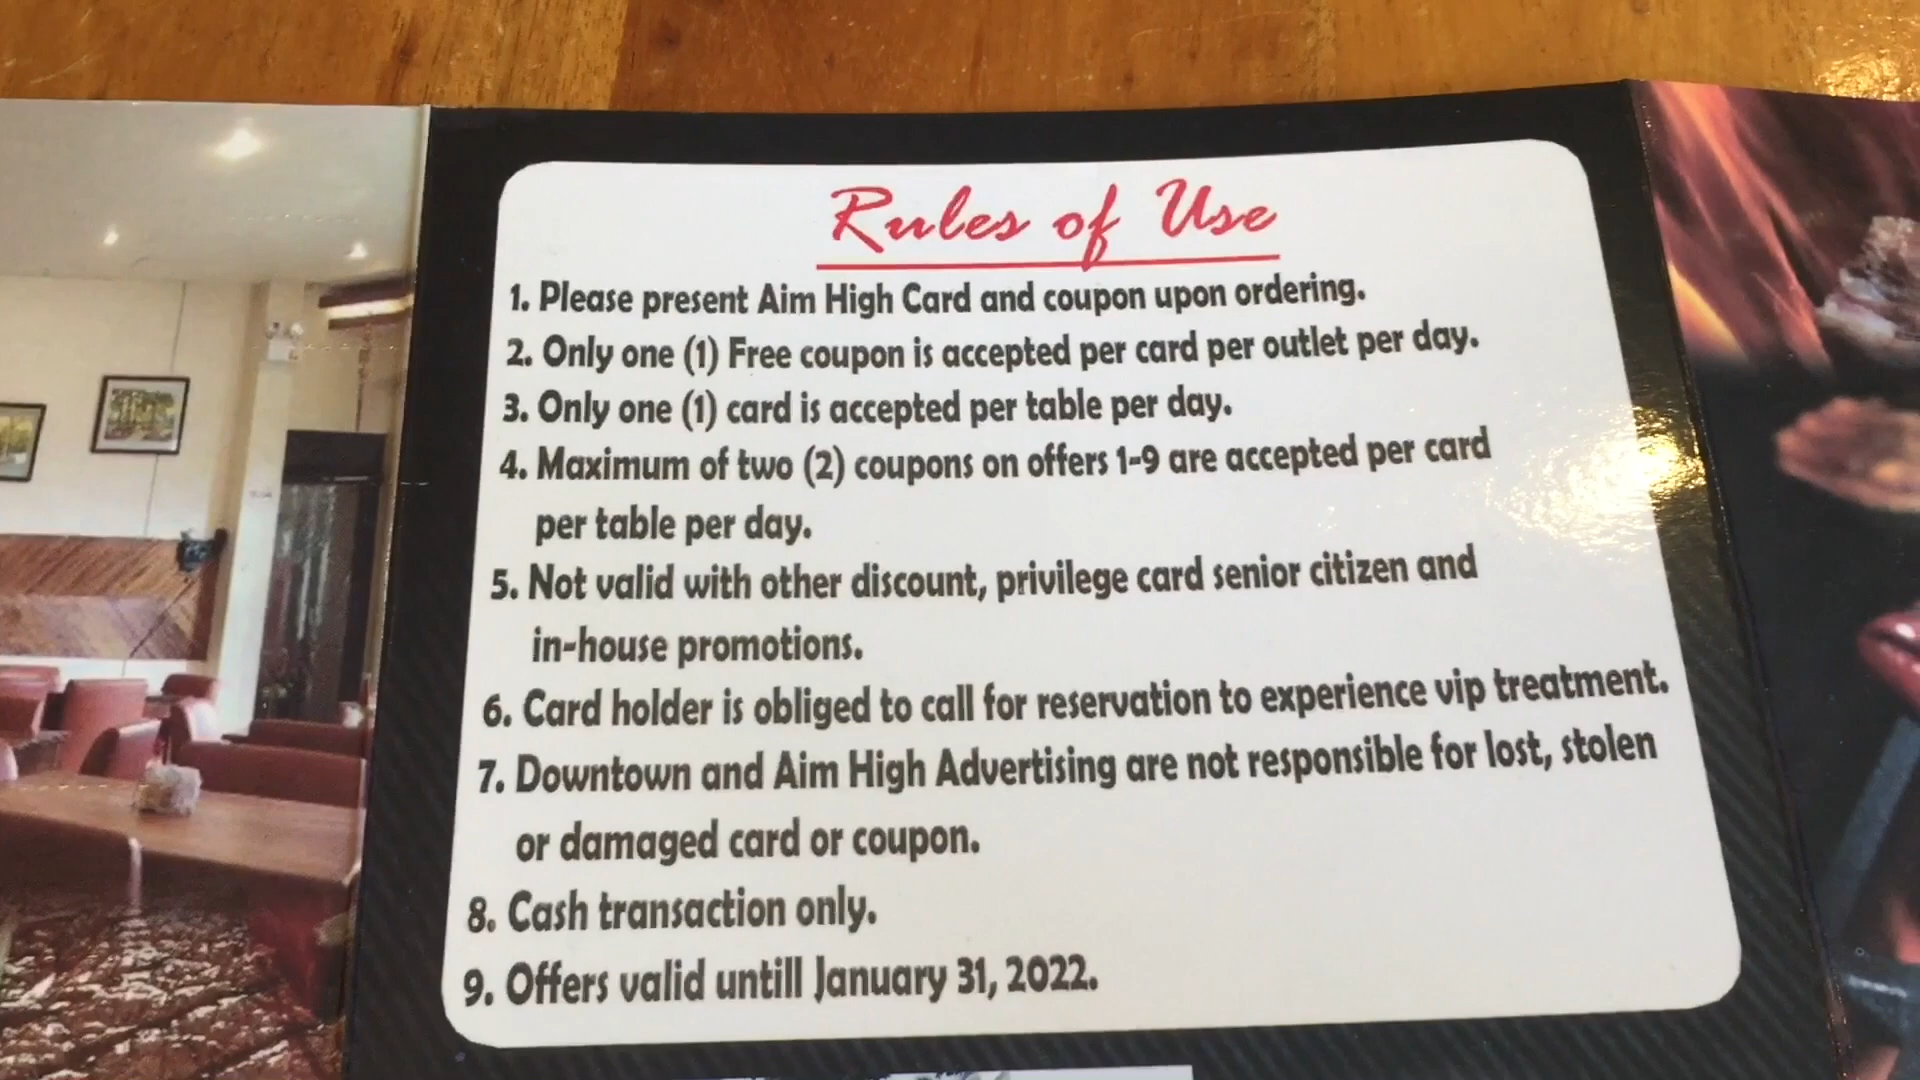 Rules of Use
1. Please present Aim High Card and coupon upon ordering.
2. Only one (1) Free coupon is accepted per card per outlet per day.
3. Only one (1) card is accepted per table per day.
4. Maximum of two (2) coupons on offers 1-9 are accepted per card
per table per day.
5. Not valid with other discount, privilege card senior citizen and
in-house promotions.
6. Card holder is obliged to call for reservation to experience vip treatment.
7. Downtown and Aim High Advertising are not responsible for lost, stolen
or damaged card or coupon.
8. Cash transaction only.
9. Offers valid untill January 31, 2022.